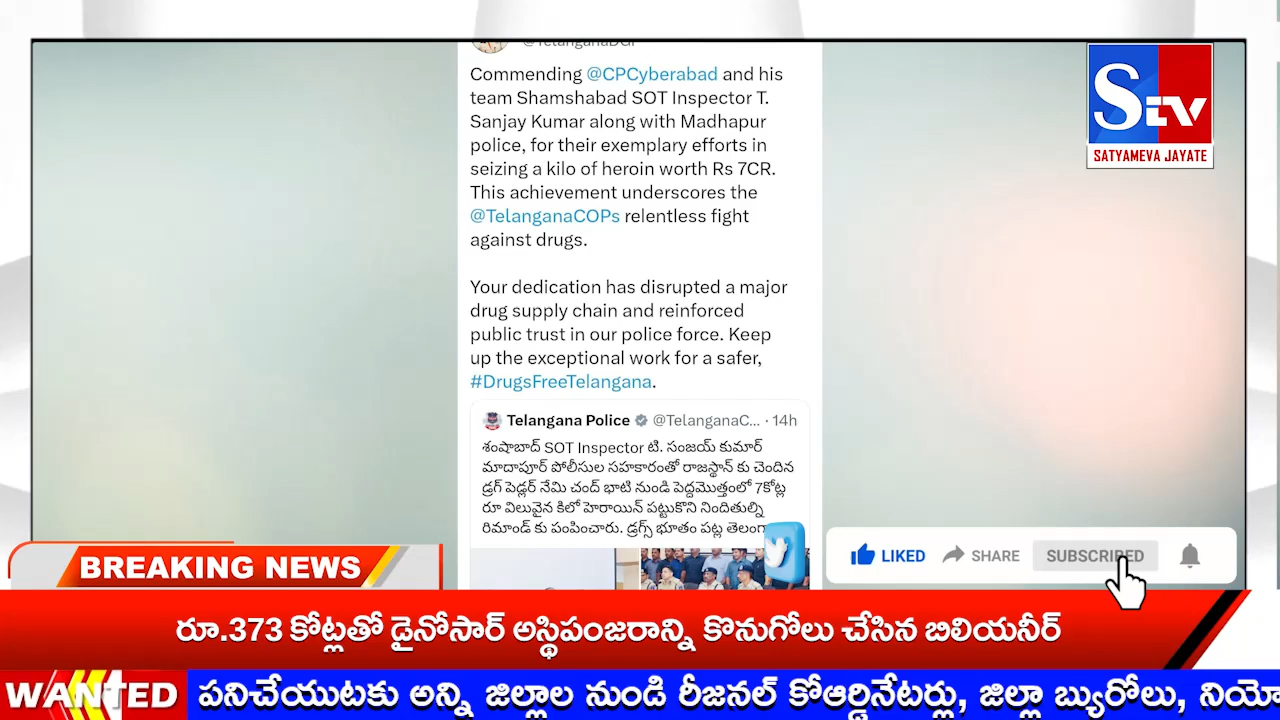 Commending @CPCyberabad and his
team Shamshabad SOT Inspector T.
Sanjay Kumar along with Madhapur
police, for their exemplary efforts in
seizing a kilo of heroin worth Rs 7CR.
This achievement underscores the
@TelanganaCOPs relentless fight
against drugs.
Your dedication has disrupted a major
drug supply chain and reinforced
public trust in our police force. Keep
up the exceptional work for a safer,
#DrugsFreeTelangana.
Telangana Police @TelanganaC... · 14h
శంషాబాద్ SOT Inspector టి. సంజయ్ కుమార్
మాదాపూర్ పోలీసుల సహకారంతో రాజస్థాన్ కు చెందిన
డ్రగ్ పెడ్లర్ నేమి చంద్ భాటి నుండి పెద్దమొత్తంలో 7కోట్ల
రూ విలువైన కిలో హెరాయిన్ పట్టుకొని నిందితుల్ని
రిమాండ్ కు పంపించారు. డ్రగ్స్ భూతం పట్ల
STV
SATYAMEVA JAYATE
LIKED SHARE SUBSCRIBED
BREAKING NEWS
రూ.373 కోట్లతో డైనోసార్ అస్థిపంజరాన్ని కొనుగోలు చేసిన బిలియనీర్
WANTED పనిచేయుటకు అన్ని జిల్లాల నుండి రీజనల్ కోఆర్డినేటర్లు, జిల్లా బ్యురోలు, నియో